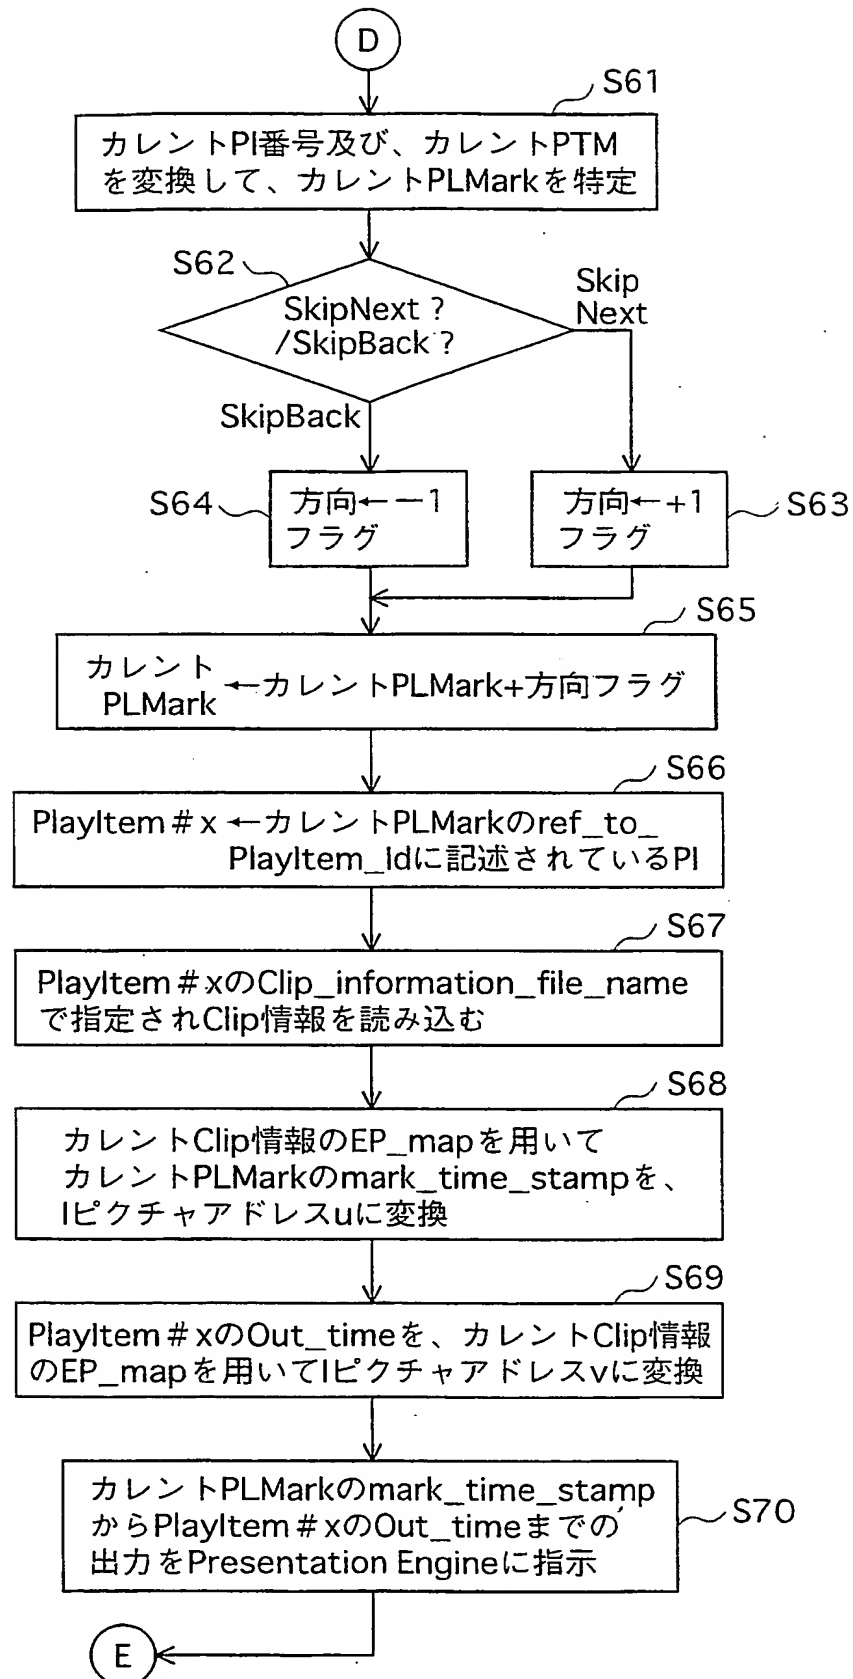 D
S61
カレントPI番号及び、カレントPTM
を変換して、カレントPLMarkを特定
S62
SkipNext ?
/SkipBack ?
Skip
Next
SkipBack
S64
方向←－1
フラグ
方向←+1
フラグ
S63
S65
カレント
PLMark ←カレントPLMark+方向フラグ
S66
PlayItem＃x ←カレントPLMarkのref_to_
PlayItem_Idに記述されているPI
S67
PlayItem＃xのClip_information_file_name
で指定されClip情報を読み込む
S68
カレントClip情報のEP_mapを用いて
カレントPLMarkのmark_time_stampを、
Iピクチャアドレスuに変換
S69
PlayItem＃xのOut_timeを、カレントClip情報
のEP_mapを用いてIピクチャアドレスvに変換
カレントPLMarkのmark_time_stamp
からPlayItem＃xのOut_timeまでの
出力をPresentation Engineに指示
S70
E